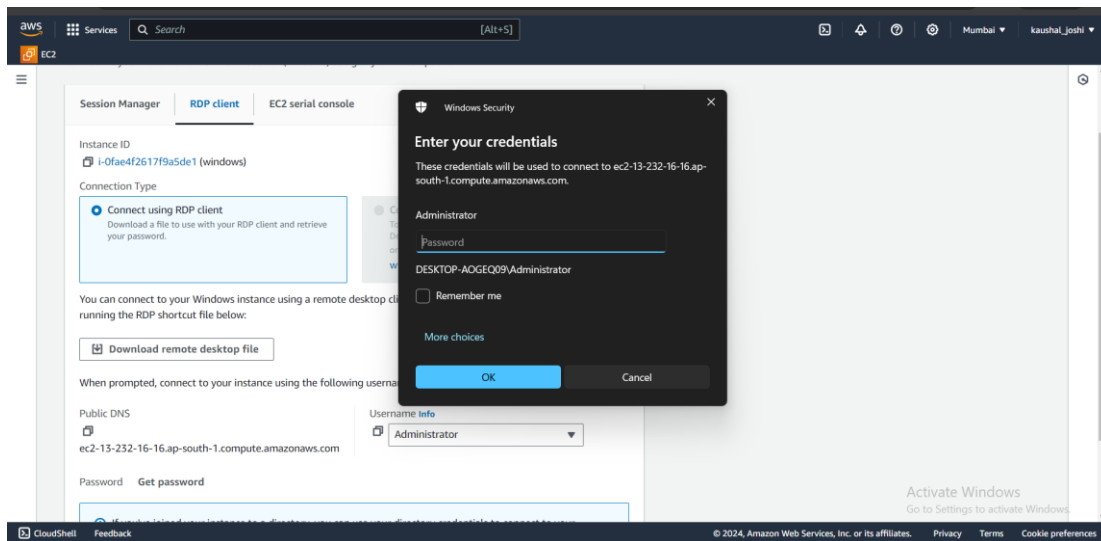 aws
Services
Search
[Alt+S]
Mumbai ▼
kaushal_joshi ▼
EC2
Session Manager
RDP client
EC2 serial console
Instance ID
i-0fae4f2617f9a5de1 (windows)
Connection Type
Connect using RDP client
Download a file to use with your RDP client and retrieve
your password.
You can connect to your Windows instance using a remote desktop
running the RDP shortcut file below:
Download remote desktop file
When prompted, connect to your instance using the following
Public DNS
ec2-13-232-16-16.ap-south-1.compute.amazonaws.com
Username Info
Administrator
Password Get password
Windows Security
Enter your credentials
These credentials will be used to connect to ec2-13-232-16-16.ap-
south-1.compute.amazonaws.com.
Administrator
Password
DESKTOP-AOGEQ09\Administrator
Remember me
More choices
OK
Cancel
Activate Windows
Go to Settings to activate Windows.
CloudShell
Feedback
© 2024, Amazon Web Services, Inc. or its affiliates.
Privacy
Terms
Cookie preferences